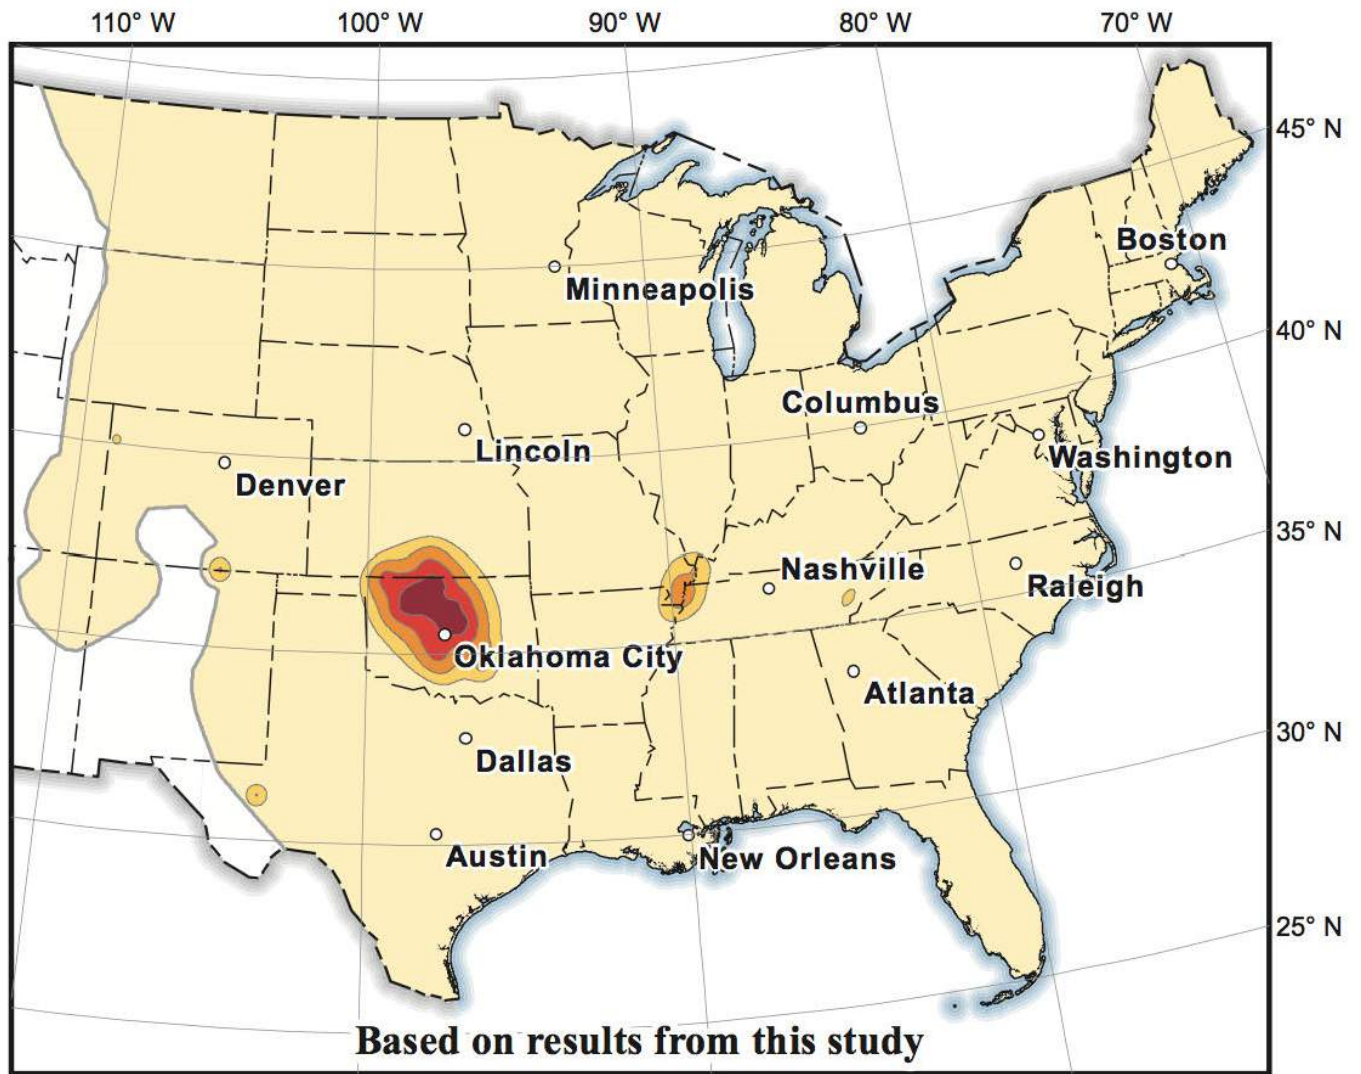 110° W
100° W
90° W
80° W
70° W
45° N
Boston
Minneapolis
40° N
Columbus
Lincoln
Washington
Denver
35° N
Nashville
Raleigh
Oklahoma City
Atlanta
30° N
Dallas
Austin
New Orleans
25° N
Based on results from this study